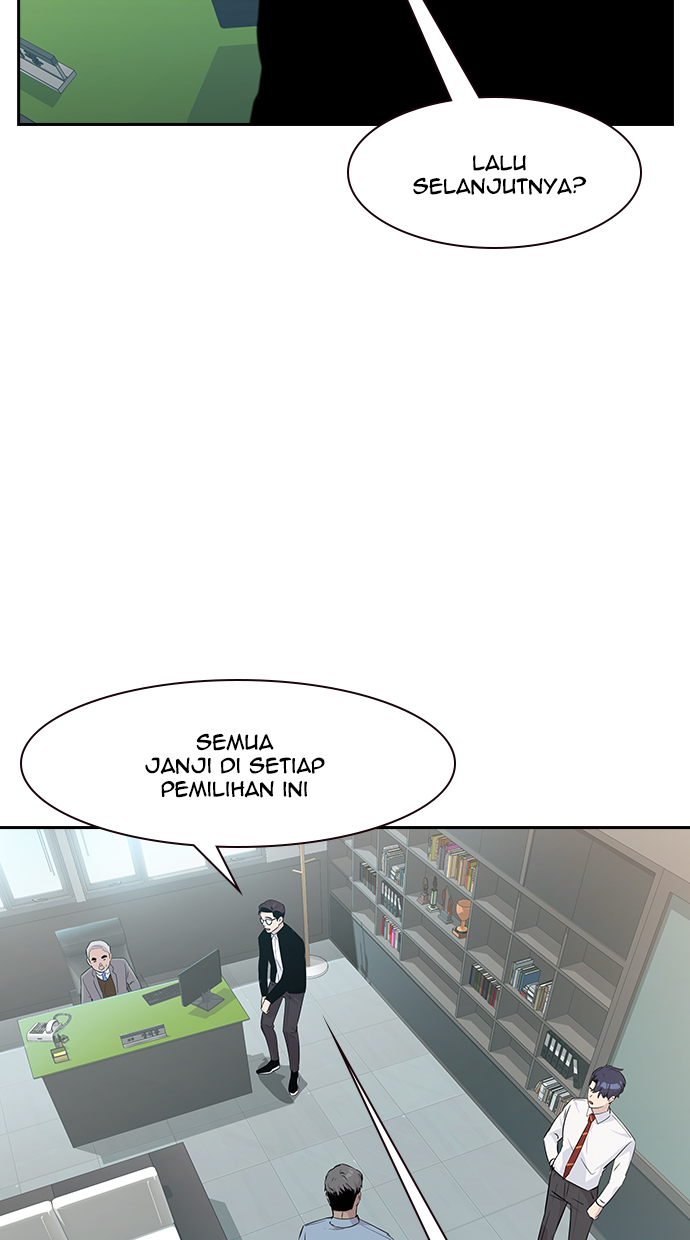 LALU
SELANJUTNYA?
SEMUA
JANJI DI SETIAP
PEMILIHAN INI